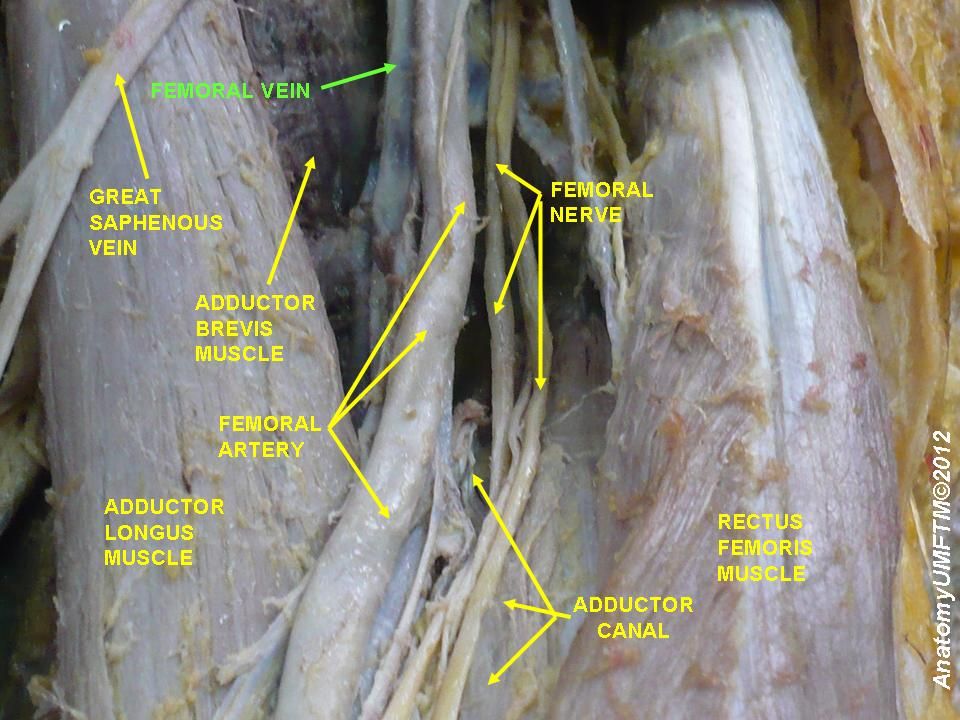 FEMORAL VEIN
GREAT
SAPHENOUS
VEIN
FEMORAL
NERVE
ADDUCTOR
BREVIS
MUSCLE
FEMORAL
ARTERY
ADDUCTOR
LONGUS
MUSCLE
RECTUS
FEMORIS
MUSCLE
ADDUCTOR
CANAL
AnatomyUMFTM©2012